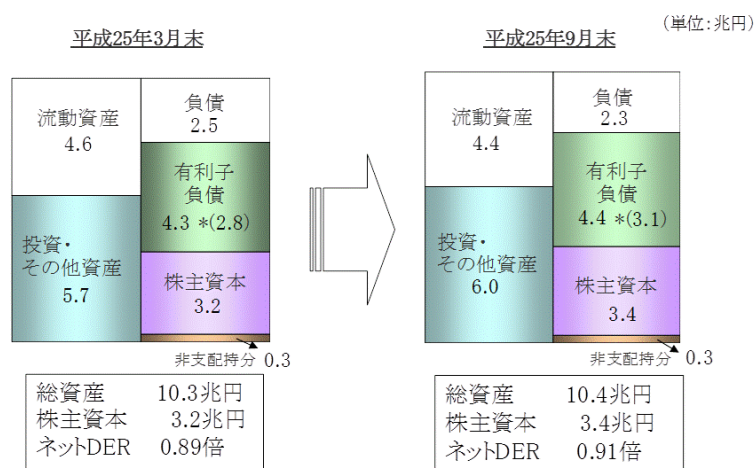 (単位:兆円)
平成25年3月末
流動資産
4.6
投資・
その他資産
5.7
負債
2.5
有利子
負債
4.3 *(2.8)
株主資本
3.2
非支配持分 0.3
総資産 10.3兆円
株主資本 3.2兆円
ネットDER 0.89倍
平成25年9月末
流動資産
4.4
投資・
その他資産
6.0
負債
2.3
有利子
負債
4.4 *(3.1)
株主資本
3.4
非支配持分 0.3
総資産 10.4兆円
株主資本 3.4兆円
ネットDER 0.91倍